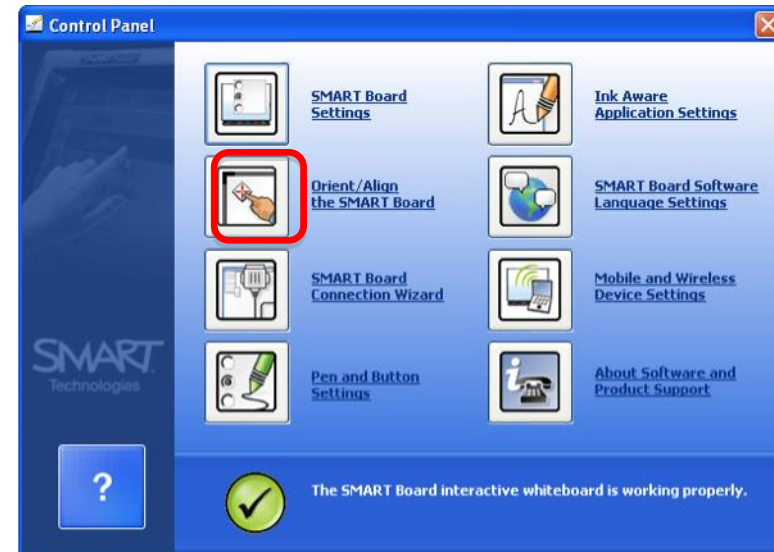 Control Panel
SMART Board
Settings
Ink Aware
Application Settings
Orient/Align
the SMART Board
SMART Board Software
Language Settings
SMART Board
Connection Wizard
Mobile and Wireless
Device Settings
Pen and Button
Settings
About Software and
Product Support
SMART
Technologies
?
The SMART Board interactive whiteboard is working properly.